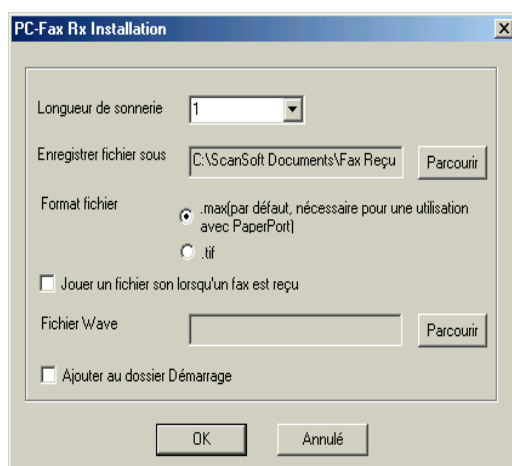 PC-Fax Rx Installation
Longueur de sonnerie
1
Enregistrer fichier sous
C:\ScanSoft Documents\Fax Reçu
Parcourir
Format fichier
.max(par défaut, nécessaire pour une utilisation
avec PaperPort)
.tif
Jouer un fichier son lorsqu'un fax est reçu
Fichier Wave
Parcourir
Ajouter au dossier Démarrage
OK
Annulé